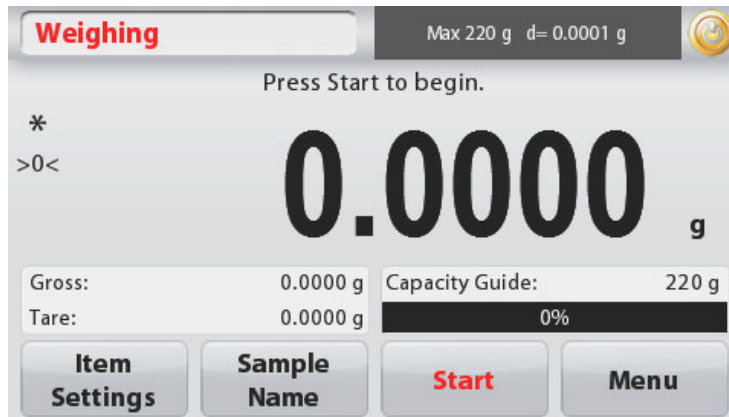 Weighing
Max 220 g d= 0.0001 g
Press Start to begin.
*
>0<
0.0000 g
Gross: 0.0000 g
Capacity Guide: 220 g
Tare: 0.0000 g
0%
Item
Settings
Sample
Name
Start
Menu